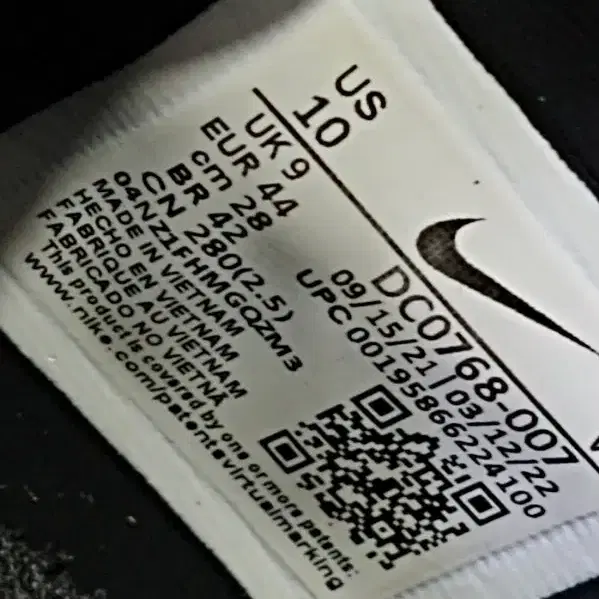 US
10
UK 9
EUR 44
cm 28
BR 42
CN 280(2.5)
04NZ1FHMGOZM3
MADE IN VIETNAM
HECHO EN VIETNAM
FABRIQUE AU VIETNAM
FABRICADO NO VIETNÃ
This product is covered by one or more patents:
www.nike.com/patentsvirtualmarking
DC0768-007
09/15/21|03/12/22
UPC 00195866224100